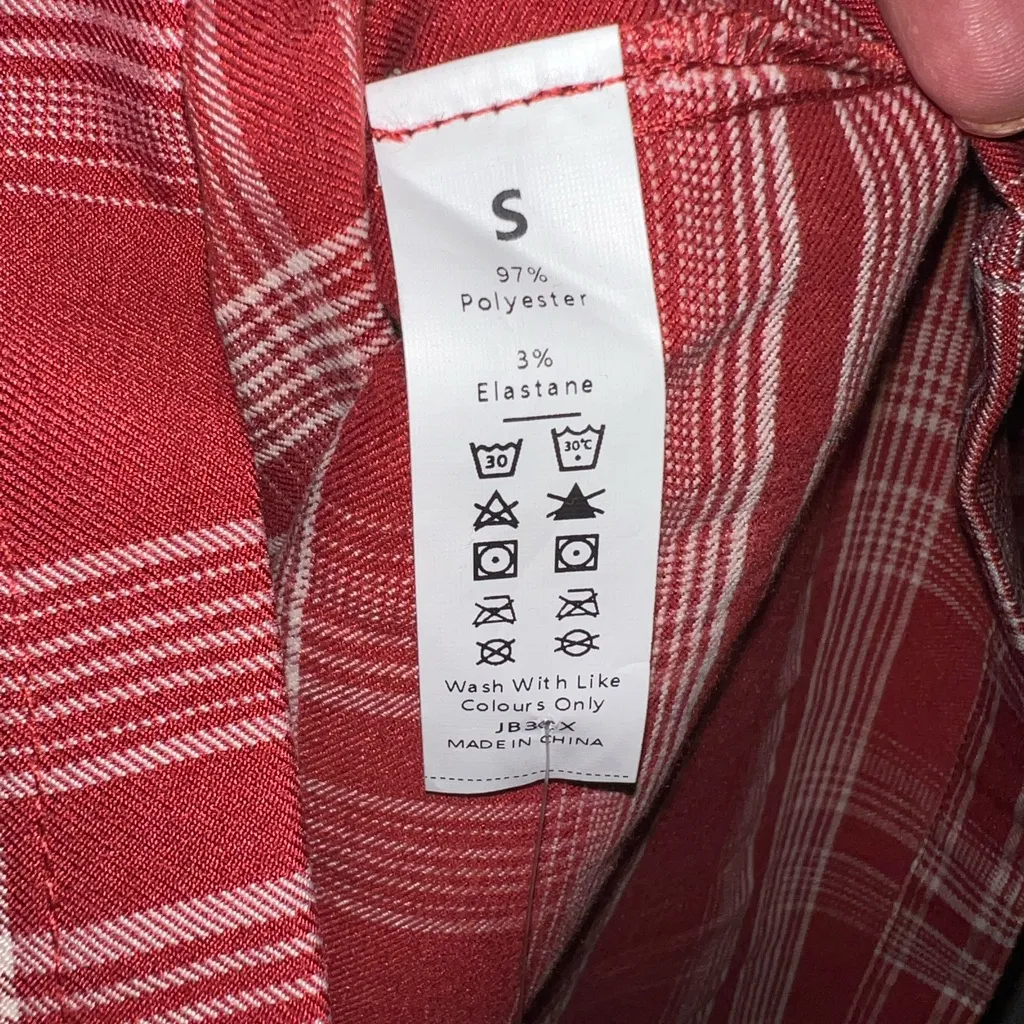 S
97%
Polyester
3%
Elastane
30 30°C
Wash With Like
Colours Only
MADE IN CHINA